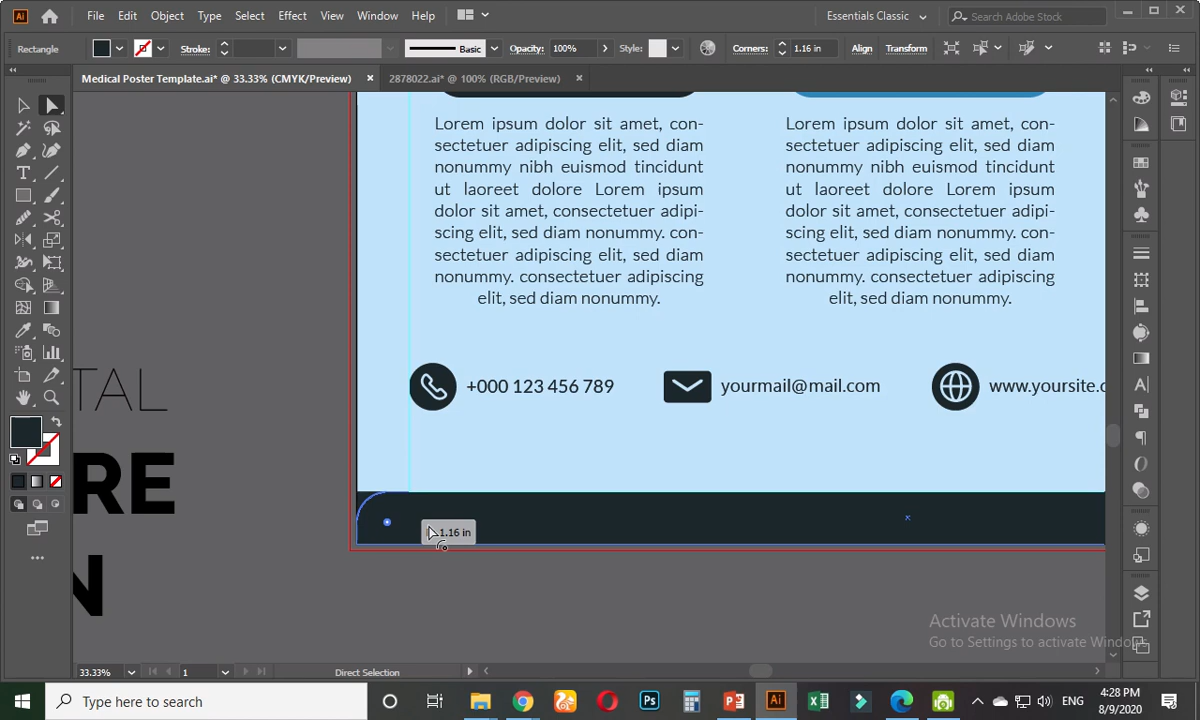 Ai File Edit Object Type Select Effect View Window Help Essentials Classic Search Adobe Stock
Rectangle Stroke: Basic Opacity: 100% Style: Corners: 1.16 in Align Transform
Medical Poster Template.ai* @ 33.33% (CMYK/Preview) 2878022.ai* @ 100% (RGB/Preview)
Lorem ipsum dolor sit amet, con-
sectetuer adipiscing elit, sed diam
nonummy nibh euismod tincidunt
ut laoreet dolore Lorem ipsum
dolor sit amet, consectetuer adipi-
scing elit, sed diam nonummy. con-
sectetuer adipiscing elit, sed diam
nonummy. consectetuer adipiscing
elit, sed diam nonummy.
Lorem ipsum dolor sit amet, con-
sectetuer adipiscing elit, sed diam
nonummy nibh euismod tincidunt
ut laoreet dolore Lorem ipsum
dolor sit amet, consectetuer adipi-
scing elit, sed diam nonummy. con-
sectetuer adipiscing elit, sed diam
nonummy. consectetuer adipiscing
elit, sed diam nonummy.
TAL
RE
N
+000 123 456 789 yourmail@mail.com www.yoursite.c
1.16 in
Activate Windows
Go to Settings to activate Windows
33.33% 1 Direct Selection
Type here to search Ps Ai ENG 4:28 PM
8/9/2020